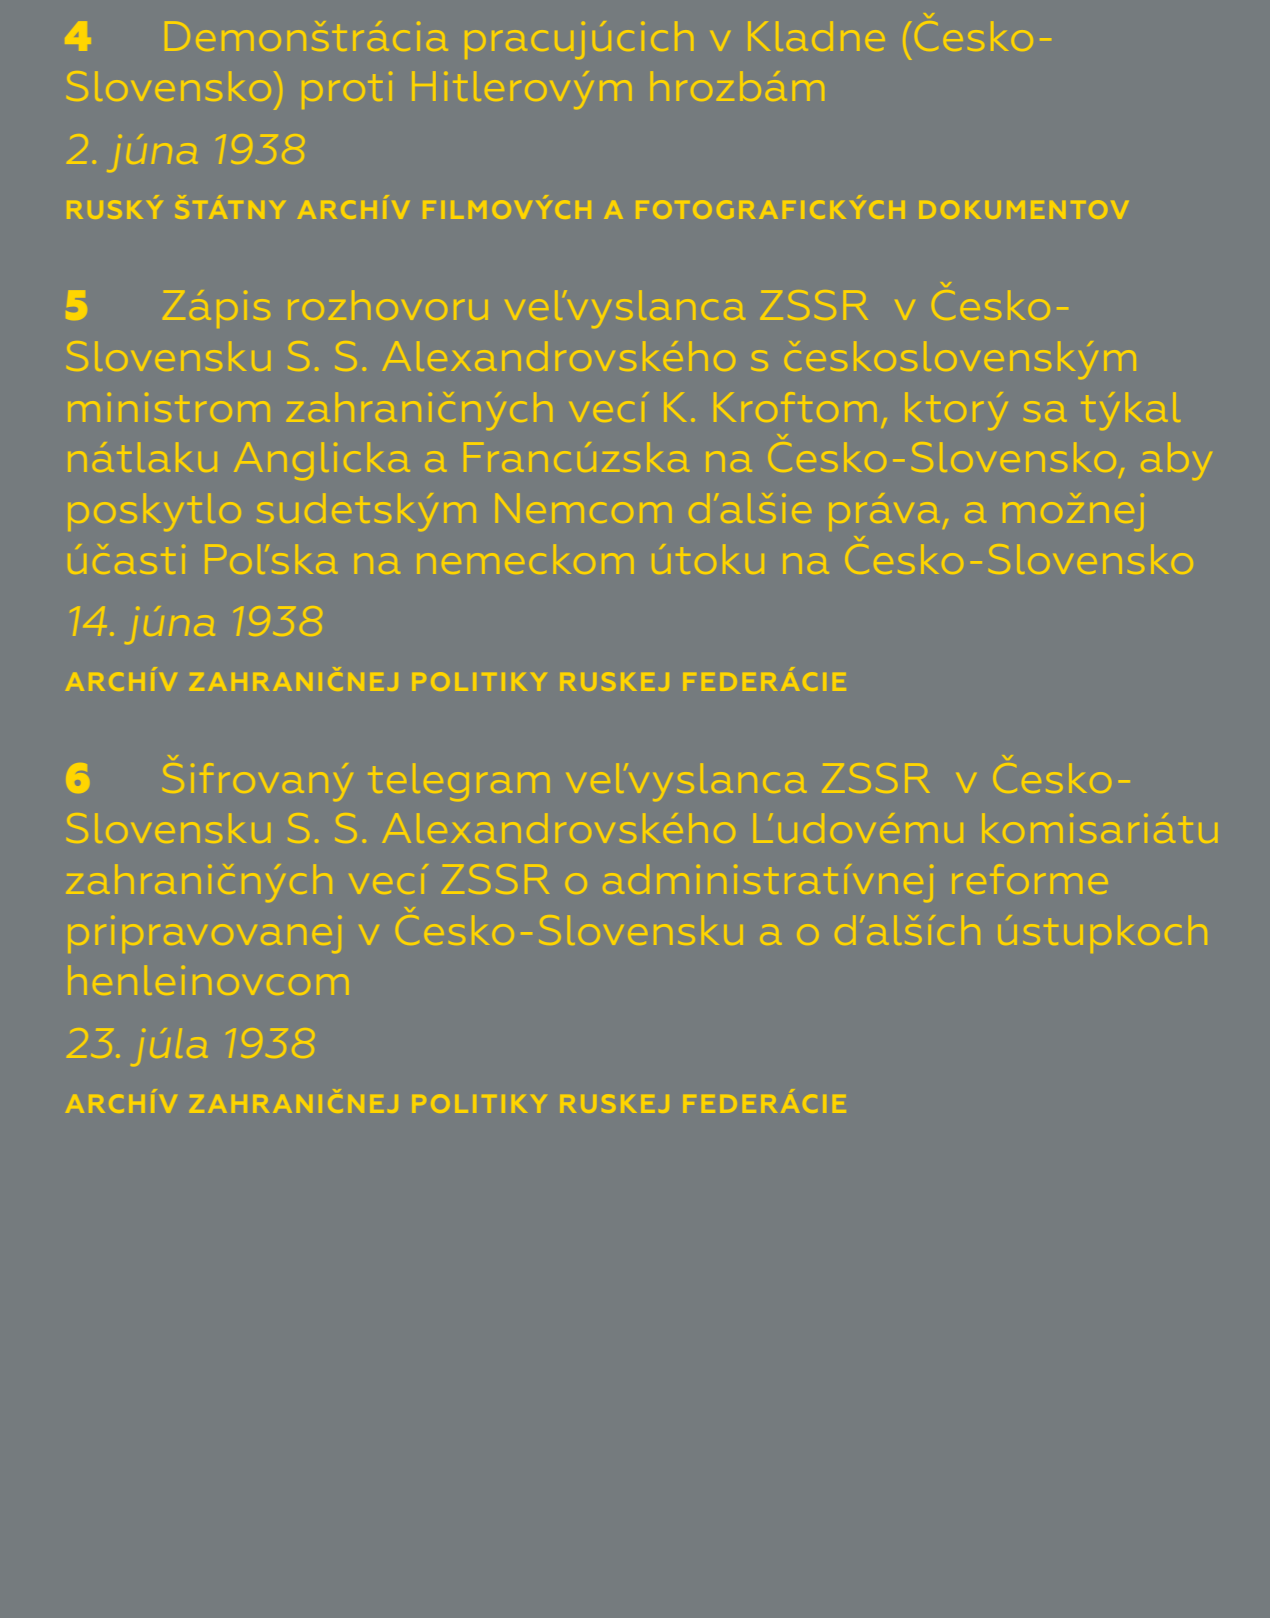 4 Demonštrácia pracujúcich v Kladne (Česko-
Slovensko) proti Hitlerovým hrozbám
2. júna 1938
RUSKÝ ŠTÁTNY ARCHÍV FILMOVÝCH A FOTOGRAFICKÝCH DOKUMENTOV
5 Zápis rozhovoru veľvyslanca ZSSR v Česko-
Slovensku S. S. Alexandrovského s československým
ministrom zahraničných vecí K. Kroftom, ktorý sa týkal
nátlaku Anglicka a Francúzska na Česko-Slovensko, aby
poskytlo sudetským Nemcom ďalšie práva, a možnej
účasti Poľska na nemeckom útoku na Česko-Slovensko
14. júna 1938
ARCHÍV ZAHRANIČNEJ POLITIKY RUSKEJ FEDERÁCIE
6 Šifrovaný telegram veľvyslanca ZSSR v Česko-
Slovensku S. S. Alexandrovského Ľudovému komisariátu
zahraničných vecí ZSSR o administratívnej reforme
pripravovanej v Česko-Slovensku a o ďalších ústupkoch
henleinovcom
23. júla 1938
ARCHÍV ZAHRANIČNEJ POLITIKY RUSKEJ FEDERÁCIE